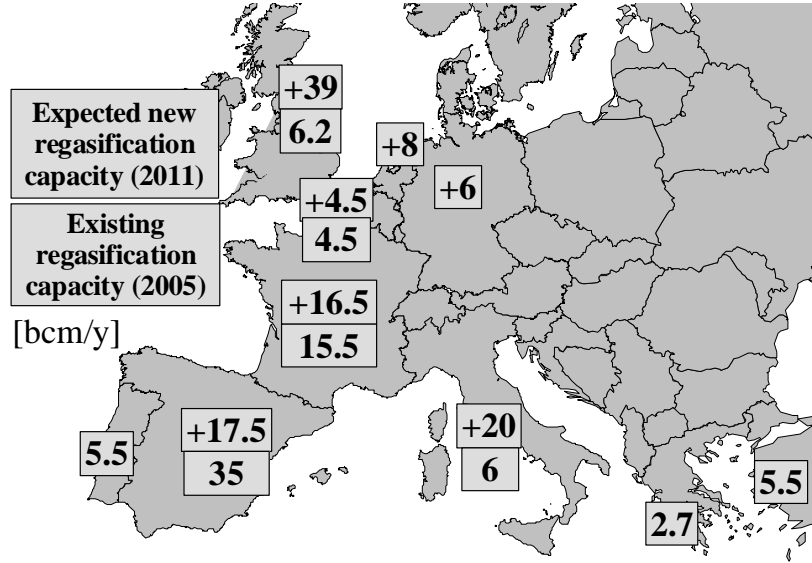 +39
6.2
Expected new
regasification
capacity (2011)
+8
+6
Existing
regasification
capacity (2005)
+4.5
4.5
+16.5
15.5
[bcm/y]
+17.5
35
5.5
+20
6
5.5
2.7